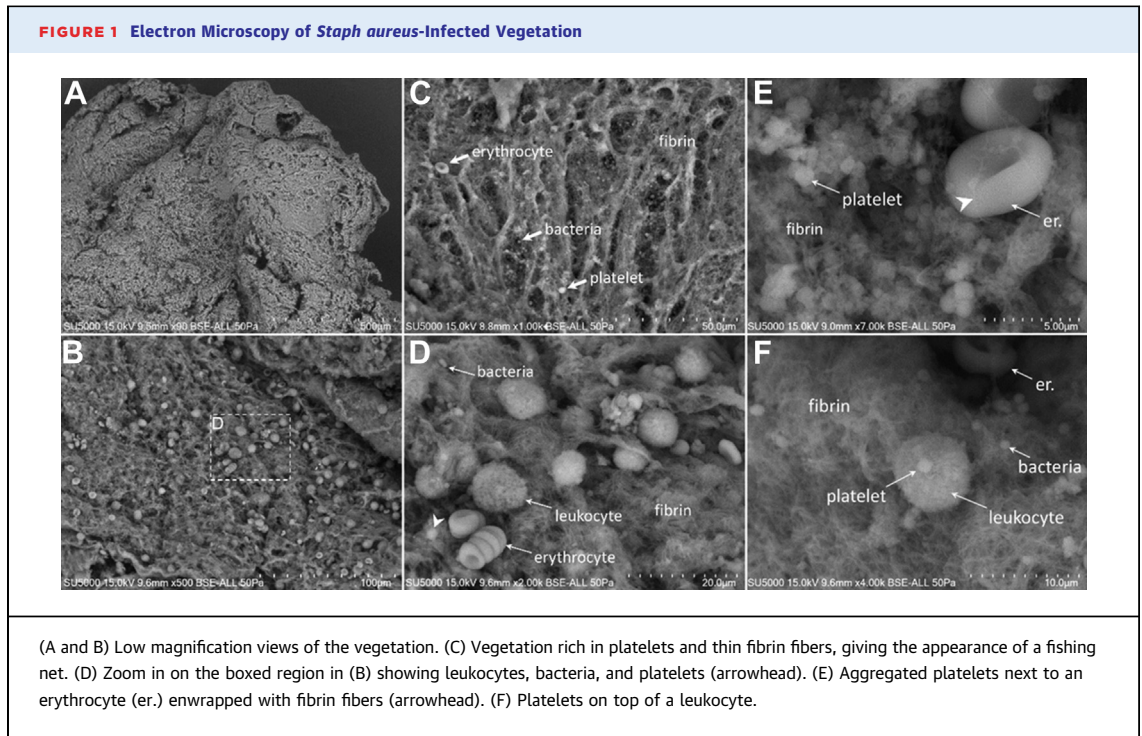 FIGURE 1 Electron Microscopy of Staph aureus-Infected Vegetation
A
SU5000 15.0kV 9.6mm x90 BSE-ALL 50Pa 500µm
C
erythrocyte
fibrin
bacteria
platelet
SU5000 15.0kV 8.8mm x1.00k BSE-ALL 50Pa 50.0µm
E
platelet
er.
fibrin
SU5000 15.0kV 9.0mm x7.00k BSE-ALL 50Pa 5.00µm
B
D
SU5000 15.0kV 9.6mm x500 BSE-ALL 50Pa 100µm
D
bacteria
leukocyte
fibrin
erythrocyte
SU5000 15.0kV 9.6mm x2.00k BSE-ALL 50Pa 20.0µm
F
er.
fibrin
bacteria
platelet
leukocyte
SU5000 15.0kV 9.6mm x4.00k BSE-ALL 50Pa 10.0µm
(A and B) Low magnification views of the vegetation. (C) Vegetation rich in platelets and thin fibrin fibers, giving the appearance of a fishing
net. (D) Zoom in on the boxed region in (B) showing leukocytes, bacteria, and platelets (arrowhead). (E) Aggregated platelets next to an
erythrocyte (er.) enwrapped with fibrin fibers (arrowhead). (F) Platelets on top of a leukocyte.